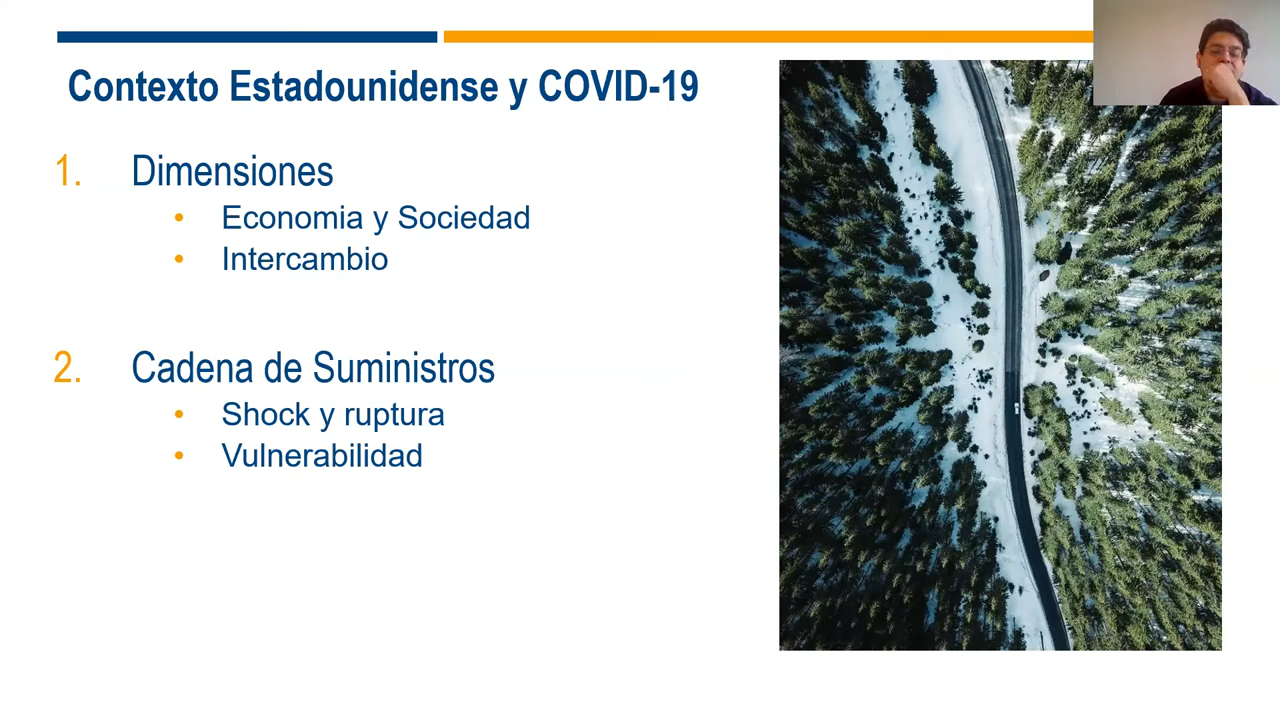 Contexto Estadounidense y COVID-19
1. Dimensiones
• Economia y Sociedad
• Intercambio
2. Cadena de Suministros
• Shock y ruptura
• Vulnerabilidad